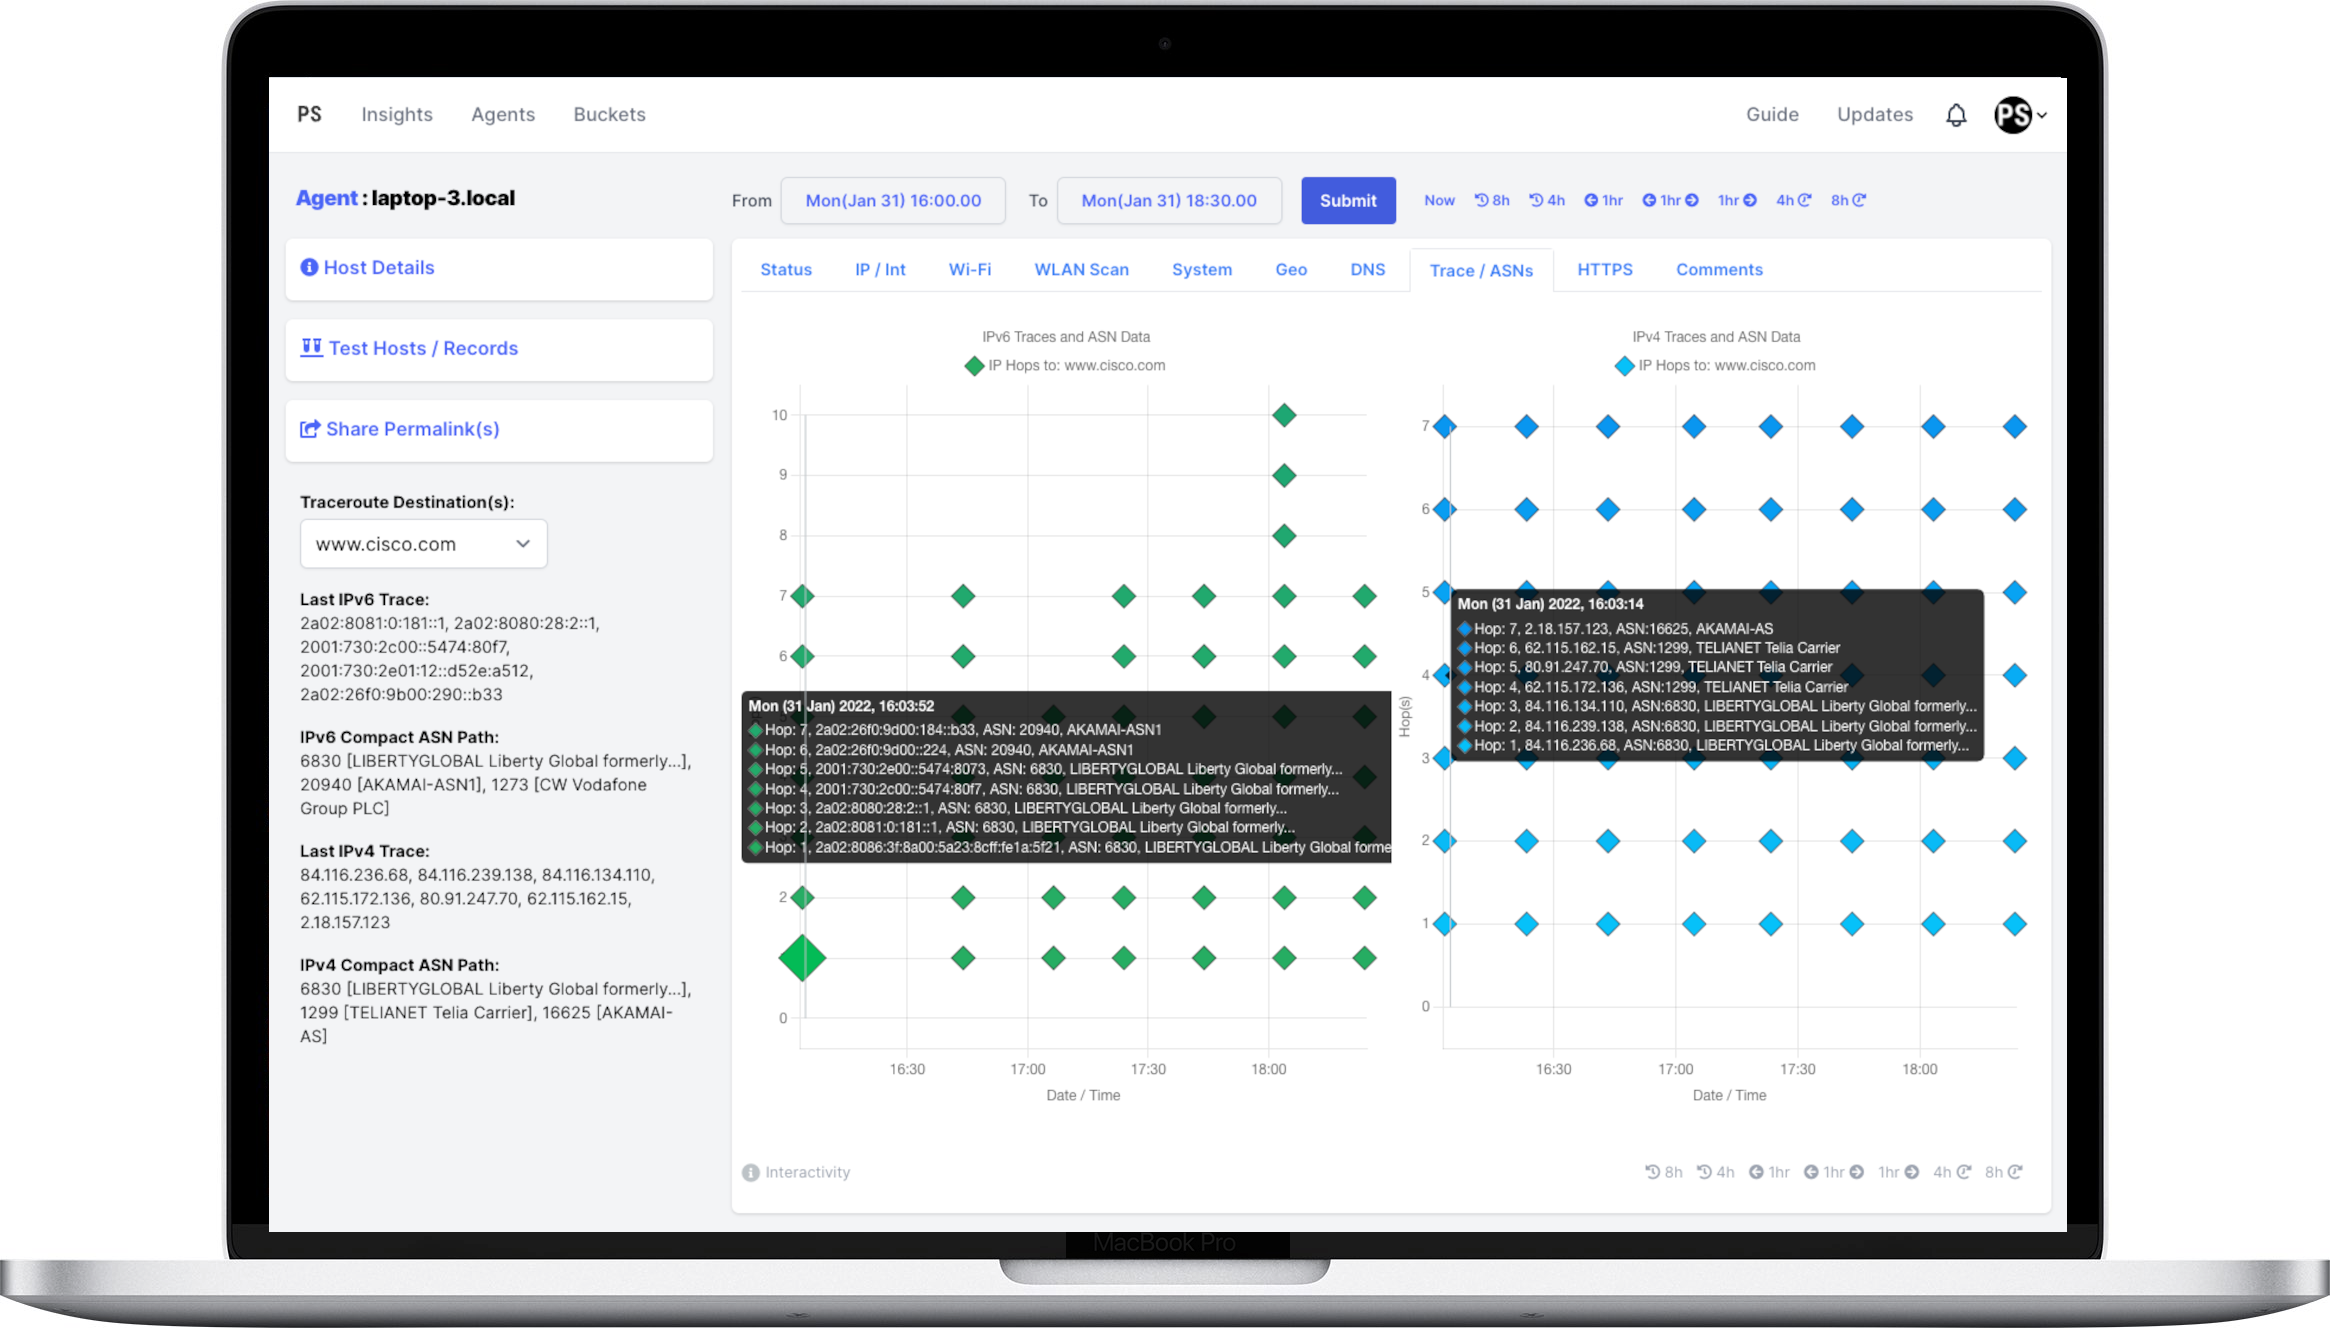 PS Insights Agents Buckets Guide Updates PS
Agent : laptop-3.local
From Mon(Jan 31) 16:00.00 To Mon(Jan 31) 18:30.00 Submit Now 8h 4h 1hr 1hr 1hr 4h 8h
Host Details
Test Hosts / Records
Share Permalink(s)
Traceroute Destination(s):
www.cisco.com
Last IPv6 Trace:
2a02:8081:0:181::1, 2a02:8080:28:2::1,
2001:730:2c00::5474:80f7,
2001:730:2e01:12::d52e:a512,
2a02:26f0:9b00:290::b33
IPv6 Compact ASN Path:
6830 [LIBERTYGLOBAL Liberty Global formerly...],
20940 [AKAMAI-ASN1], 1273 [CW Vodafone
Group PLC]
Last IPv4 Trace:
84.116.236.68, 84.116.239.138, 84.116.134.110,
62.115.172.136, 80.91.247.70, 62.115.162.15,
2.18.157.123
IPv4 Compact ASN Path:
6830 [LIBERTYGLOBAL Liberty Global formerly...],
1299 [TELIANET Telia Carrier], 16625 [AKAMAI-
AS]
Status IP / Int Wi-Fi WLAN Scan System Geo DNS Trace / ASNs HTTPS Comments
IPv6 Traces and ASN Data
IP Hops to: www.cisco.com
10
9
8
7
6
Mon (31 Jan) 2022, 16:03:52
Hop: 7, 2a02:26f0:9d00:184::b33, ASN: 20940, AKAMAI-ASN1
Hop: 6, 2a02:26f0:9d00::224, ASN: 20940, AKAMAI-ASN1
Hop: 5, 2001:730:2e00::5474:8073, ASN: 6830, LIBERTYGLOBAL Liberty Global formerly...
Hop: 4, 2001:730:2c00::5474:80f7, ASN: 6830, LIBERTYGLOBAL Liberty Global formerly...
Hop: 3, 2a02:8080:28:2::1, ASN: 6830, LIBERTYGLOBAL Liberty Global formerly...
Hop: 2, 2a02:8081:0:181::1, ASN: 6830, LIBERTYGLOBAL Liberty Global formerly...
Hop: 1, 2a02:8086:3f:8a00:5a23:8cff:fe1a:5f21, ASN: 6830, LIBERTYGLOBAL Liberty Global forme
2
0
16:30 17:00 17:30 18:00
Date / Time
IPv4 Traces and ASN Data
IP Hops to: www.cisco.com
Hop(s)
7
6
5
4
3
2
1
0
Mon (31 Jan) 2022, 16:03:14
Hop: 7, 2.18.157.123, ASN:16625, AKAMAI-AS
Hop: 6, 62.115.162.15, ASN:1299, TELIANET Telia Carrier
Hop: 5, 80.91.247.70, ASN:1299, TELIANET Telia Carrier
Hop: 4, 62.115.172.136, ASN:1299, TELIANET Telia Carrier
Hop: 3, 84.116.134.110, ASN:6830, LIBERTYGLOBAL Liberty Global formerly...
Hop: 2, 84.116.239.138, ASN:6830, LIBERTYGLOBAL Liberty Global formerly...
Hop: 1, 84.116.236.68, ASN:6830, LIBERTYGLOBAL Liberty Global formerly...
16:30 17:00 17:30 18:00
Date / Time
Interactivity 8h 4h 1hr 1hr 1hr 4h 8h
MacBook Pro